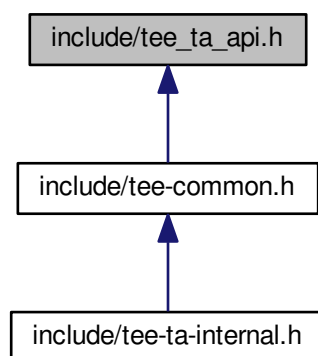 include/tee_ta_api.h
include/tee-common.h
include/tee-ta-internal.h